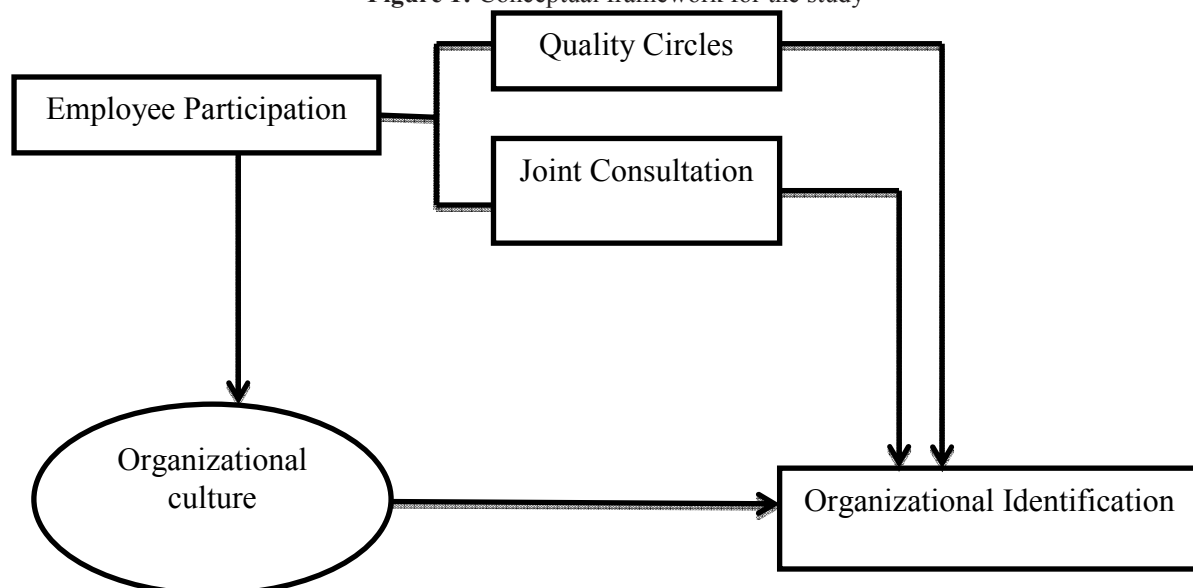 Figure 1: Conceptual framework for the study
Quality Circles
Employee Participation
Joint Consultation
Organizational
culture
Organizational Identification